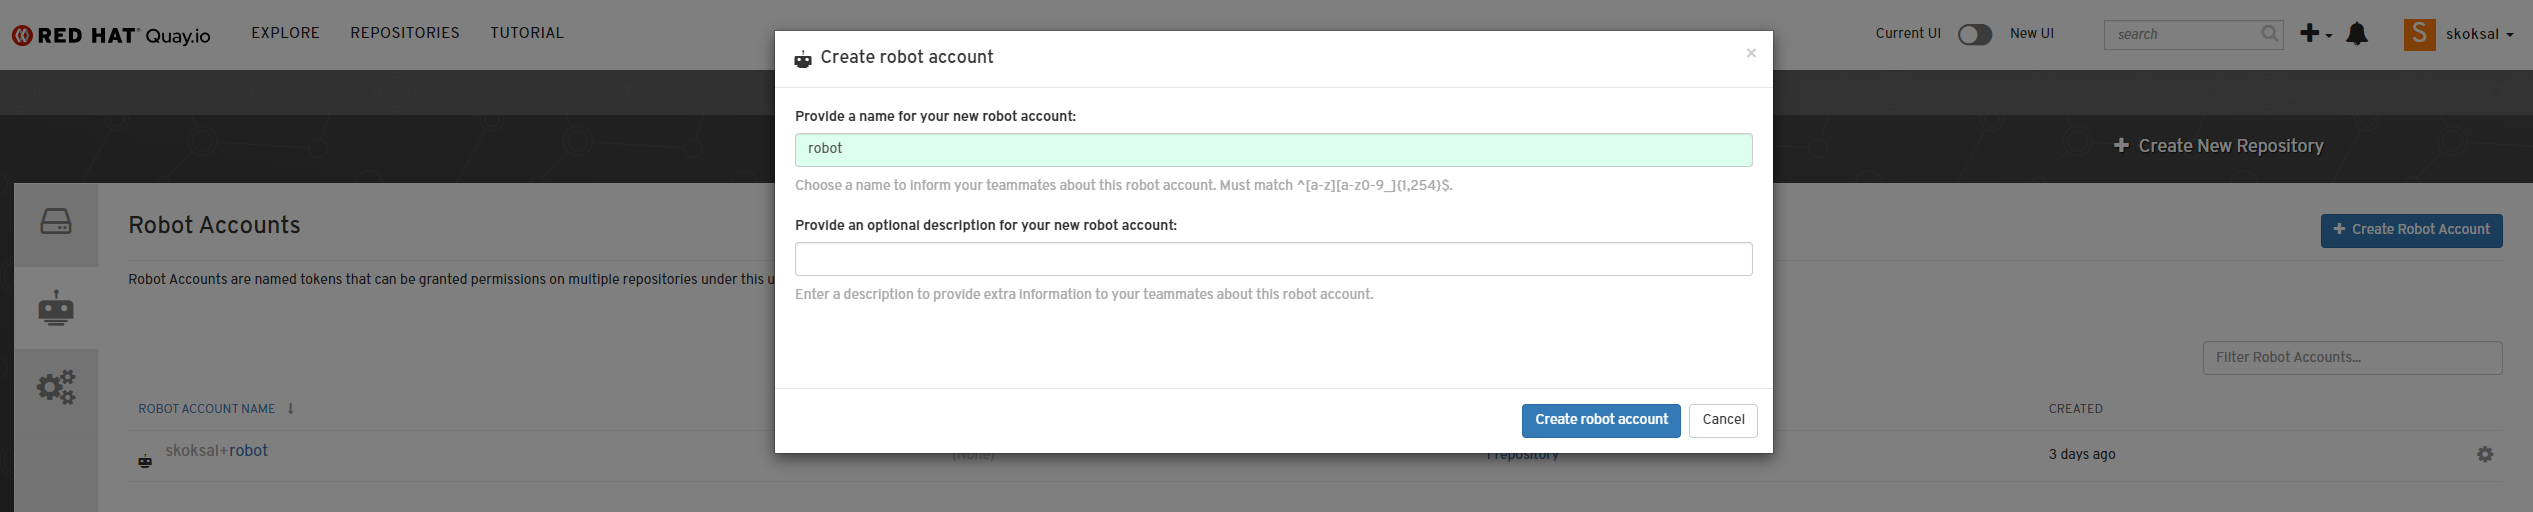 RED HAT Quay.io EXPLORE REPOSITORIES TUTORIAL Current UI New UI search S skoksal
Create robot account ×
Provide a name for your new robot account:
robot
Choose a name to inform your teammates about this robot account. Must match ^[a-z][a-z0-9_]{1,254}$.
Provide an optional description for your new robot account:
Enter a description to provide extra information to your teammates about this robot account.
Create robot account Cancel
Create New Repository
Robot Accounts
Create Robot Account
Robot Accounts are named tokens that can be granted permissions on multiple repositories under this u
Filter Robot Accounts...
ROBOT ACCOUNT NAME CREATED
skoksal+robot (None) 1 repository 3 days ago